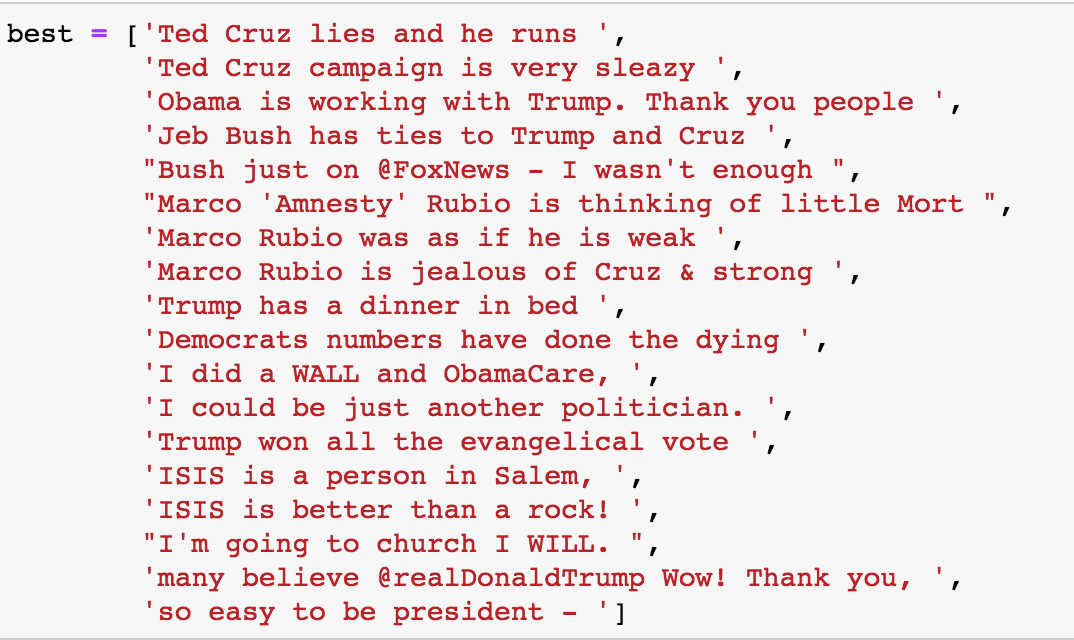 best = ['Ted Cruz lies and he runs ',
'Ted Cruz campaign is very sleazy ',
'Obama is working with Trump. Thank you people ',
'Jeb Bush has ties to Trump and Cruz ',
"Bush just on @FoxNews - I wasn't enough ",
"Marco 'Amnesty' Rubio is thinking of little Mort ",
'Marco Rubio was as if he is weak ',
'Marco Rubio is jealous of Cruz & strong ',
'Trump has a dinner in bed ',
'Democrats numbers have done the dying ',
'I did a WALL and ObamaCare, ',
'I could be just another politician. ',
'Trump won all the evangelical vote ',
'ISIS is a person in Salem, ',
'ISIS is better than a rock! ',
"I'm going to church I WILL. ",
'many believe @realDonaldTrump Wow! Thank you, ',
'so easy to be president - ']